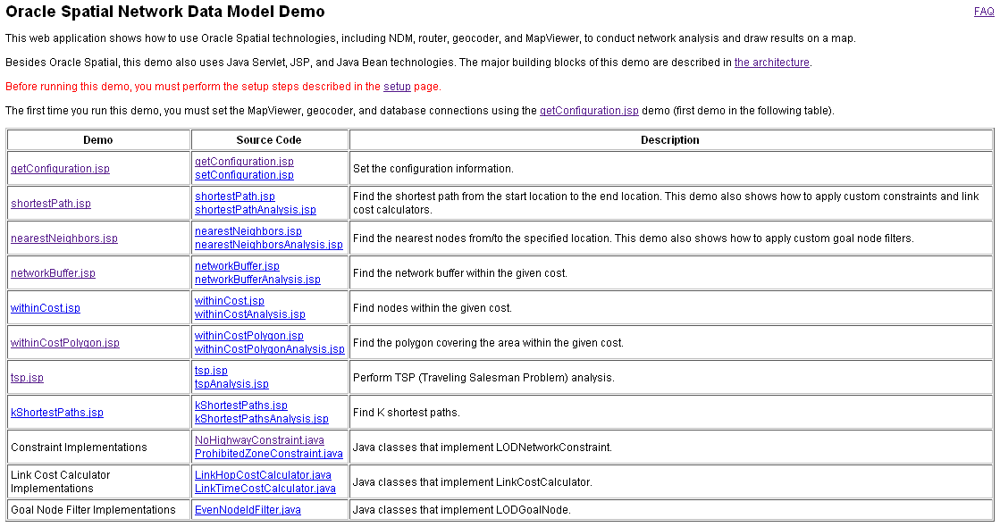 Oracle Spatial Network Data Model Demo
FAQ
This web application shows how to use Oracle Spatial technologies, including NDM, router, geocoder, and MapViewer, to conduct network analysis and draw results on a map.
Besides Oracle Spatial, this demo also uses Java Servlet, JSP, and Java Bean technologies. The major building blocks of this demo are described in the architecture.
Before running this demo, you must perform the setup steps described in the setup page.
The first time you run this demo, you must set the MapViewer, geocoder, and database connections using the getConfiguration.jsp demo (first demo in the following table).
Demo
Source Code
Description
getConfiguration.jsp
getConfiguration.jsp
setConfiguration.jsp
Set the configuration information.
shortestPath.jsp
shortestPath.jsp
shortestPathAnalysis.jsp
Find the shortest path from the start location to the end location. This demo also shows how to apply custom constraints and link
cost calculators.
nearestNeighbors.jsp
nearestNeighbors.jsp
nearestNeighborsAnalysis.jsp
Find the nearest nodes from/to the specified location. This demo also shows how to apply custom goal node filters.
networkBuffer.jsp
networkBuffer.jsp
networkBufferAnalysis.jsp
Find the network buffer within the given cost.
withinCost.jsp
withinCost.jsp
withinCostAnalysis.jsp
Find nodes within the given cost.
withinCostPolygon.jsp
withinCostPolygon.jsp
withinCostPolygonAnalysis.jsp
Find the polygon covering the area within the given cost.
tsp.jsp
tsp.jsp
tspAnalysis.jsp
Perform TSP (Traveling Salesman Problem) analysis.
kShortestPaths.jsp
kShortestPaths.jsp
kShortestPathsAnalysis.jsp
Find K shortest paths.
Constraint Implementations
NoHighwayConstraint.java
ProhibitedZoneConstraint.java
Java classes that implement LODNetworkConstraint.
Link Cost Calculator
Implementations
LinkHopCostCalculator.java
LinkTimeCostCalculator.java
Java classes that implement LinkCostCalculator.
Goal Node Filter Implementations
EvenNodeIdFilter.java
Java classes that implement LODGoalNode.